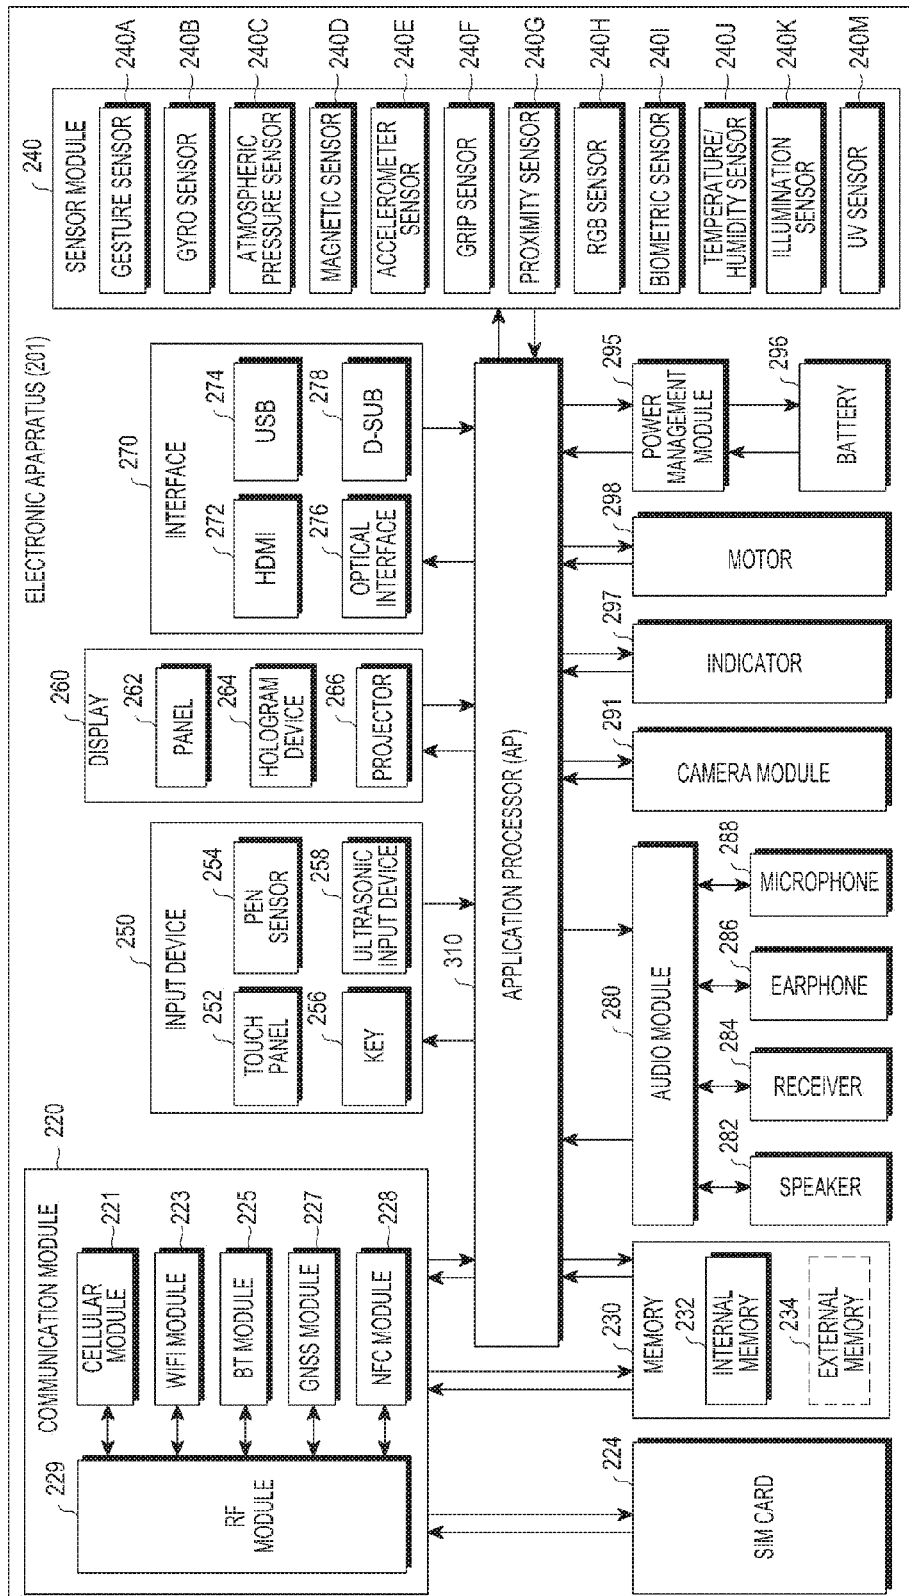 ELECTRONIC APAPRATUS (201)
COMMUNICATION MODULE
220
229
RF
MODULE
CELLULAR
MODULE
221
WIFI MODULE
223
BT MODULE
225
GNSS MODULE
227
NFC MODULE
228
250
INPUT DEVICE
252
TOUCH
PANEL
254
PEN
SENSOR
256
KEY
258
ULTRASONIC
INPUT DEVICE
260
DISPLAY
262
PANEL
264
HOLOGRAM
DEVICE
266
PROJECTOR
270
INTERFACE
272
HDMI
274
USB
276
OPTICAL
INTERFACE
278
D-SUB
240
SENSOR MODULE
GESTURE SENSOR
240A
GYRO SENSOR
240B
ATMOSPHERIC
PRESSURE SENSOR
240C
MAGNETIC SENSOR
240D
ACCELEROMETER
SENSOR
240E
GRIP SENSOR
240F
PROXIMITY SENSOR
240G
RGB SENSOR
240H
BIOMETRIC SENSOR
240I
TEMPERATURE/
HUMIDITY SENSOR
240J
ILLUMINATION
SENSOR
240K
UV SENSOR
240M
310
APPLICATION PROCESSOR (AP)
224
SIM CARD
230
MEMORY
232
INTERNAL
MEMORY
234
EXTERNAL
MEMORY
280
AUDIO MODULE
282
SPEAKER
284
RECEIVER
286
EARPHONE
288
MICROPHONE
291
CAMERA MODULE
297
INDICATOR
298
MOTOR
295
POWER
MANAGEMENT
MODULE
296
BATTERY